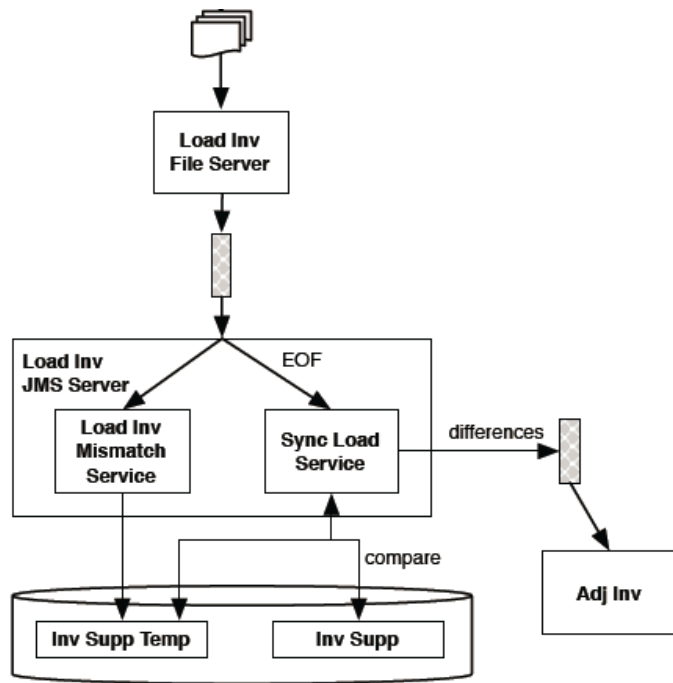 Load Inv
File Server
Load Inv
JMS Server
EOF
Load Inv
Mismatch
Service
Sync Load
Service
differences
compare
Adj Inv
Inv Supp Temp
Inv Supp